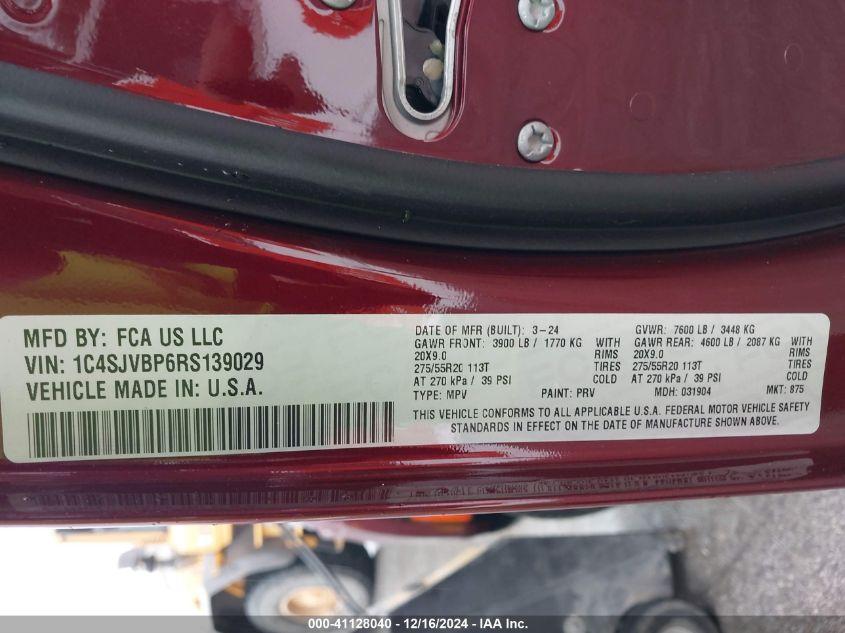 MFD BY: FCA US LLC
VIN: 1C4SJVBP6RS139029
VEHICLE MADE IN: U.S.A.
DATE OF MFR (BUILT): 3-24 GVWR: 7600 LB / 3448 KG
GAWR FRONT: 3900 LB / 1770 KG WITH GAWR REAR: 4600 LB / 2087 KG WITH
20X9.0 RIMS 20X9.0 RIMS
275/55R20 113T TIRES 275/55R20 113T TIRES
AT 270 kPa / 39 PSI COLD AT 270 kPa / 39 PSI COLD
TYPE: MPV PAINT: PRV MDH: 031904 MKT: 875
THIS VEHICLE CONFORMS TO ALL APPLICABLE U.S.A. FEDERAL MOTOR VEHICLE SAFETY
STANDARDS IN EFFECT ON THE DATE OF MANUFACTURE SHOWN ABOVE.
000-41128040 - 12/16/2024 - IAA Inc.